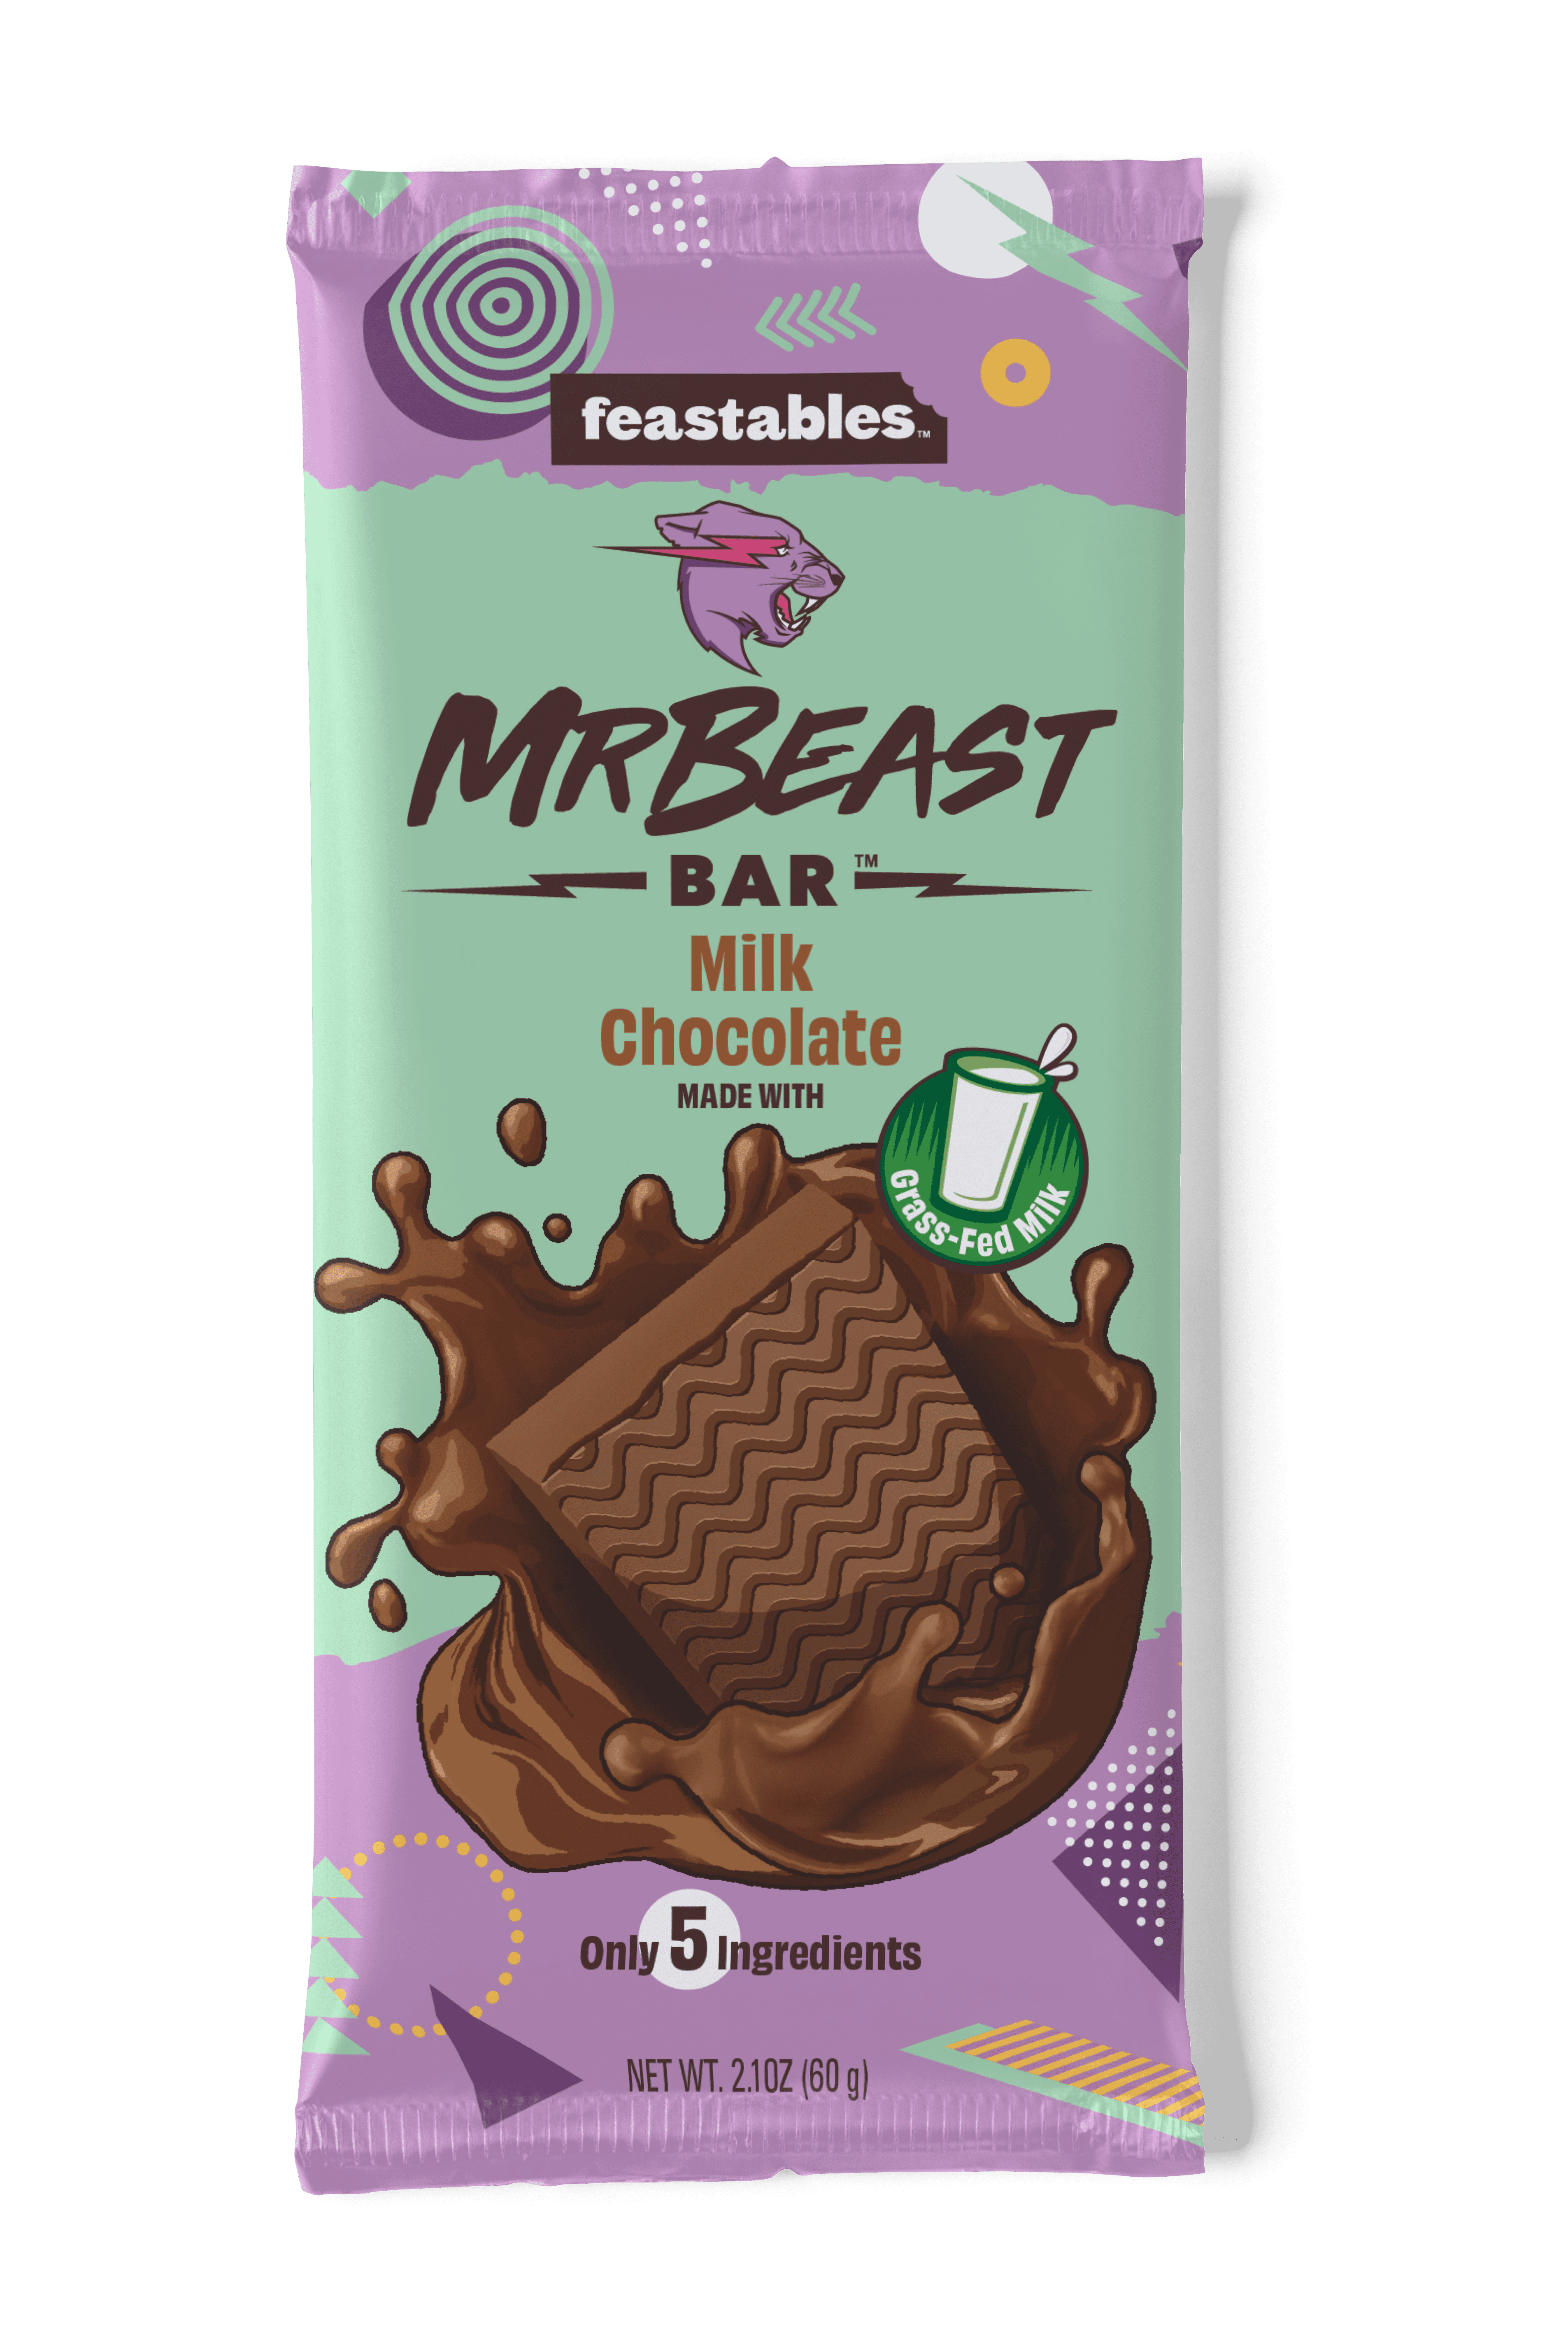 feastables™
MRBEAST
BAR™
Milk
Chocolate
MADE WITH
Grass-Fed Milk
Only 5 Ingredients
NET WT. 2.1OZ (60 g)